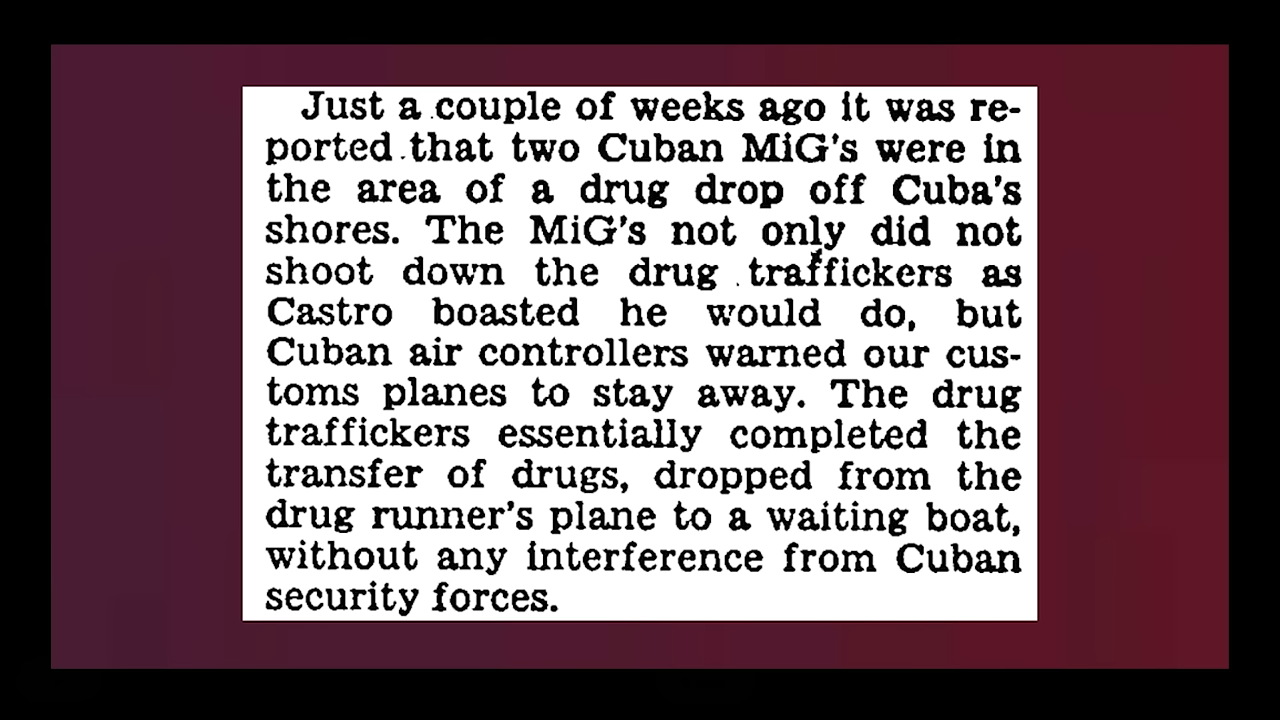 Just a couple of weeks ago it was re-
ported that two Cuban MiG's were in
the area of a drug drop off Cuba's
shores. The MiG's not only did not
shoot down the drug traffickers as
Castro boasted he would do, but
Cuban air controllers warned our cus-
toms planes to stay away. The drug
traffickers essentially completed the
transfer of drugs, dropped from the
drug runner's plane to a waiting boat,
without any interference from Cuban
security forces.